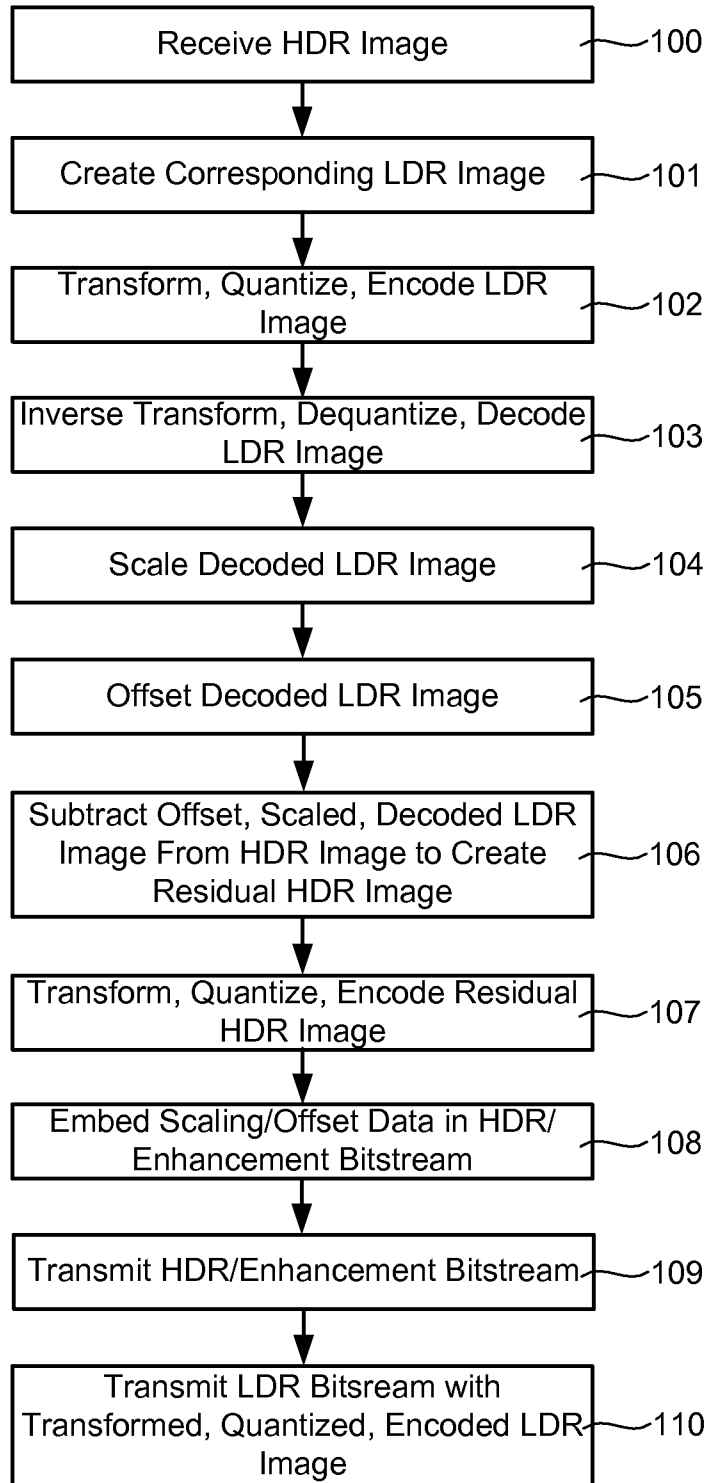 Receive HDR Image
100
Create Corresponding LDR Image
101
Transform, Quantize, Encode LDR
Image
102
Inverse Transform, Dequantize, Decode
LDR Image
103
Scale Decoded LDR Image
104
Offset Decoded LDR Image
105
Subtract Offset, Scaled, Decoded LDR
Image From HDR Image to Create
Residual HDR Image
106
Transform, Quantize, Encode Residual
HDR Image
107
Embed Scaling/Offset Data in HDR/
Enhancement Bitstream
108
Transmit HDR/Enhancement Bitstream
109
Transmit LDR Bitsream with
Transformed, Quantized, Encoded LDR
Image
110